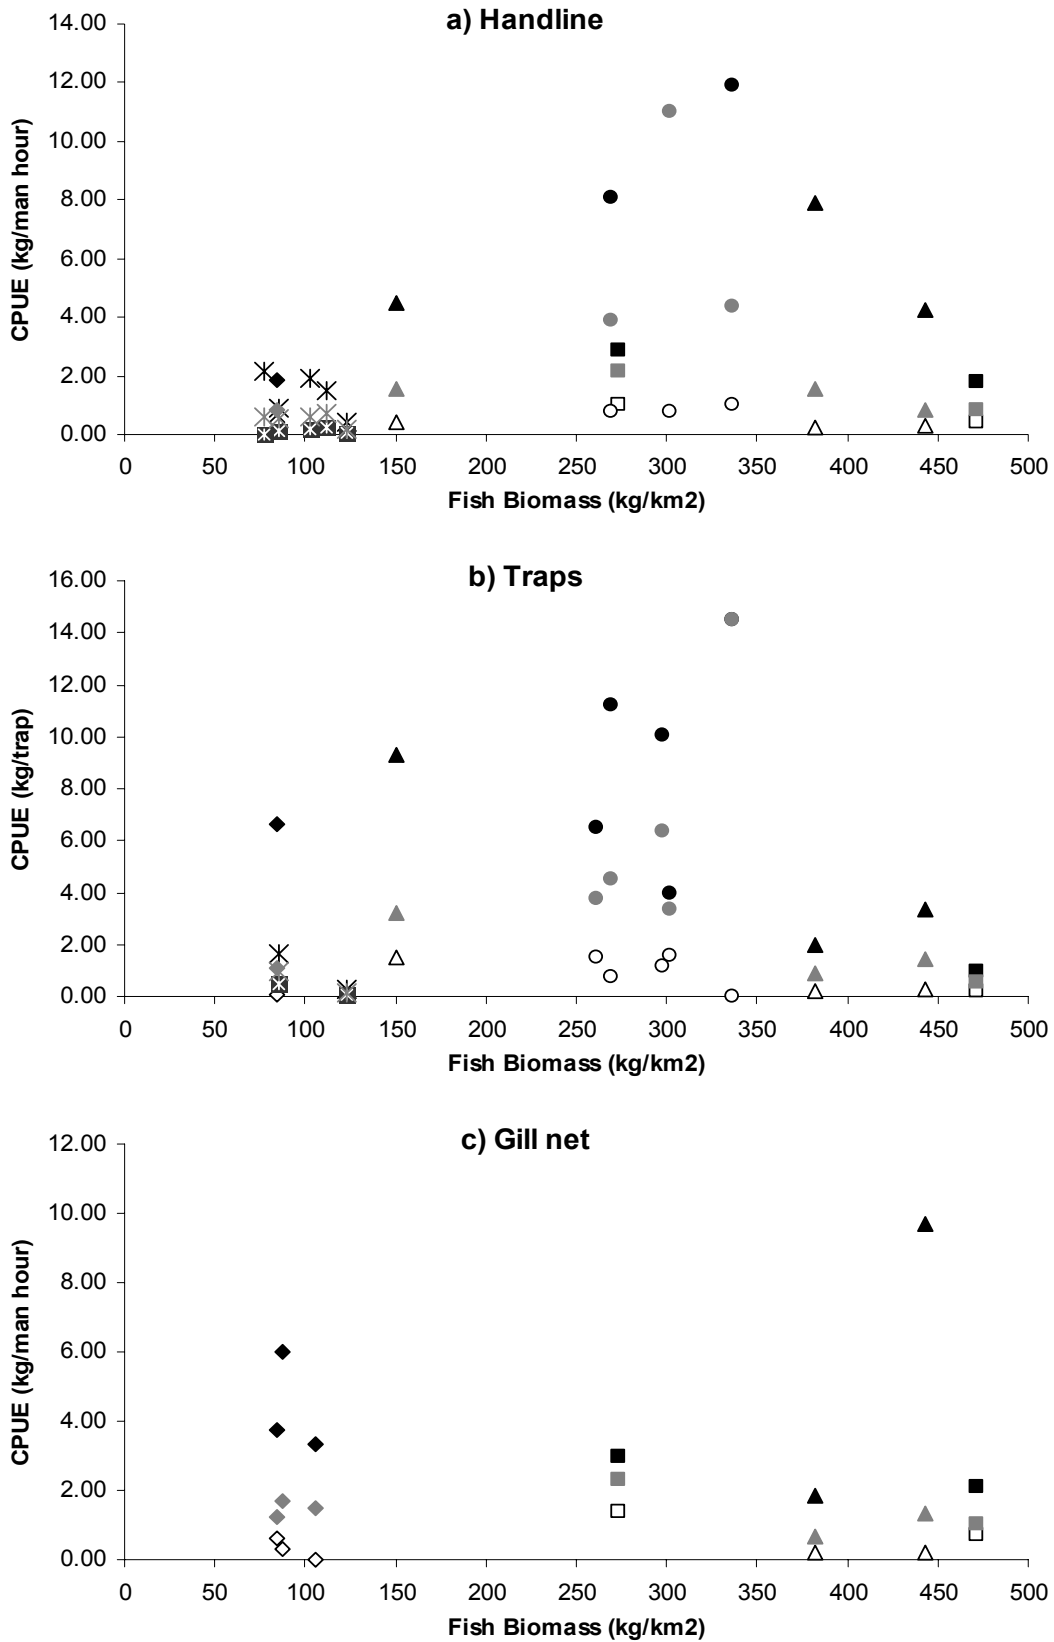 a) Handline
14.00
12.00
10.00
8.00
6.00
4.00
2.00
0.00
CPUE (kg/man hour)
0 50 100 150 200 250 300 350 400 450 500
Fish Biomass (kg/km2)
b) Traps
16.00
14.00
12.00
10.00
8.00
6.00
4.00
2.00
0.00
CPUE (kg/trap)
0 50 100 150 200 250 300 350 400 450 500
Fish Biomass (kg/km2)
c) Gill net
12.00
10.00
8.00
6.00
4.00
2.00
0.00
CPUE (kg/man hour)
0 50 100 150 200 250 300 350 400 450 500
Fish Biomass (kg/km2)